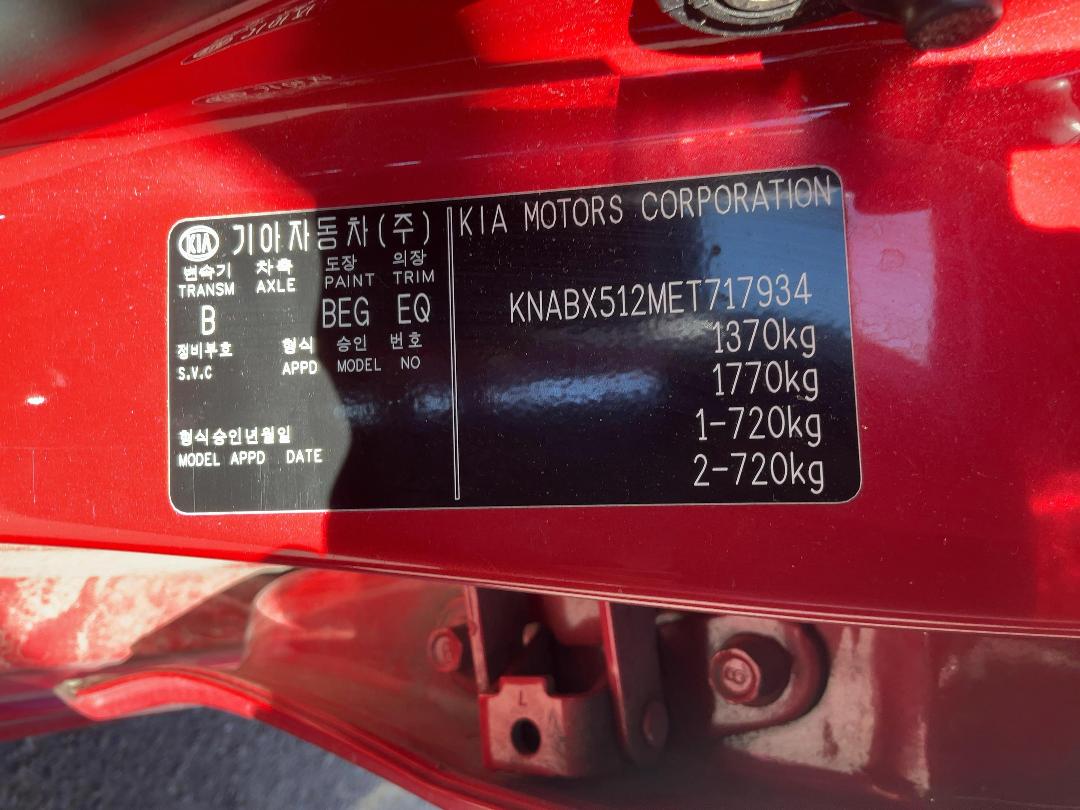 KIA 기아자동차(주)
변속기 차축 도장 의장
TRANSM AXLE PAINT TRIM
B BEG EQ
정비부호 형식 승인 번호
S.V.C APPD MODEL NO
형식승인년월일
MODEL APPD DATE
KIA MOTORS CORPORATION
KNABX512MET717934
1370kg
1770kg
1-720kg
2-720kg
L